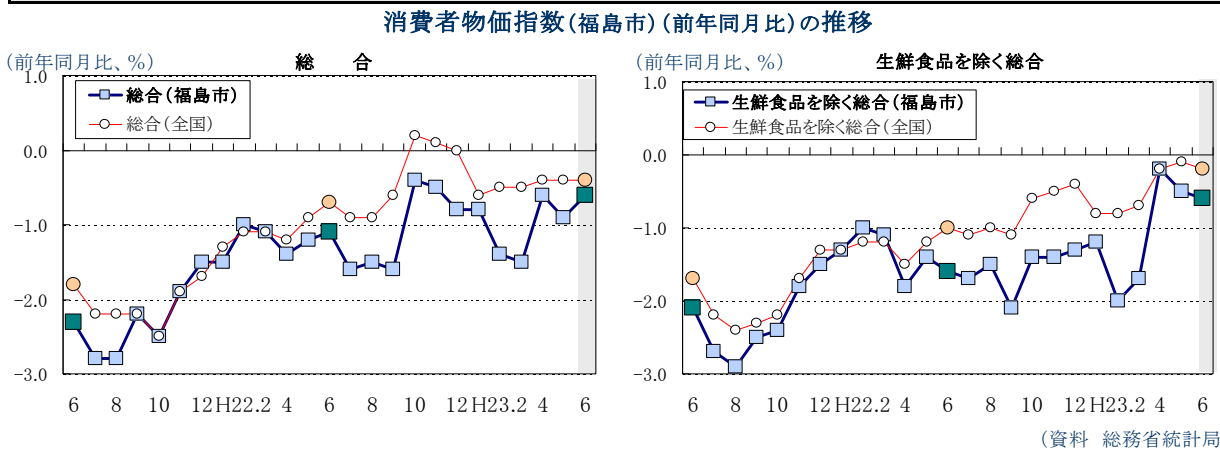 消費者物価指数(福島市)(前年同月比)の推移
(前年同月比、%)
総 合
1.0
0.0
-1.0
-2.0
-3.0
総合(福島市)
総合(全国)
6 8 10 12 H22.2 4 6 8 10 12 H23.2 4 6
(前年同月比、%)
生鮮食品を除く総合
1.0
0.0
-1.0
-2.0
-3.0
生鮮食品を除く総合(福島市)
生鮮食品を除く総合(全国)
6 8 10 12 H22.2 4 6 8 10 12 H23.2 4 6
(資料 総務省統計局